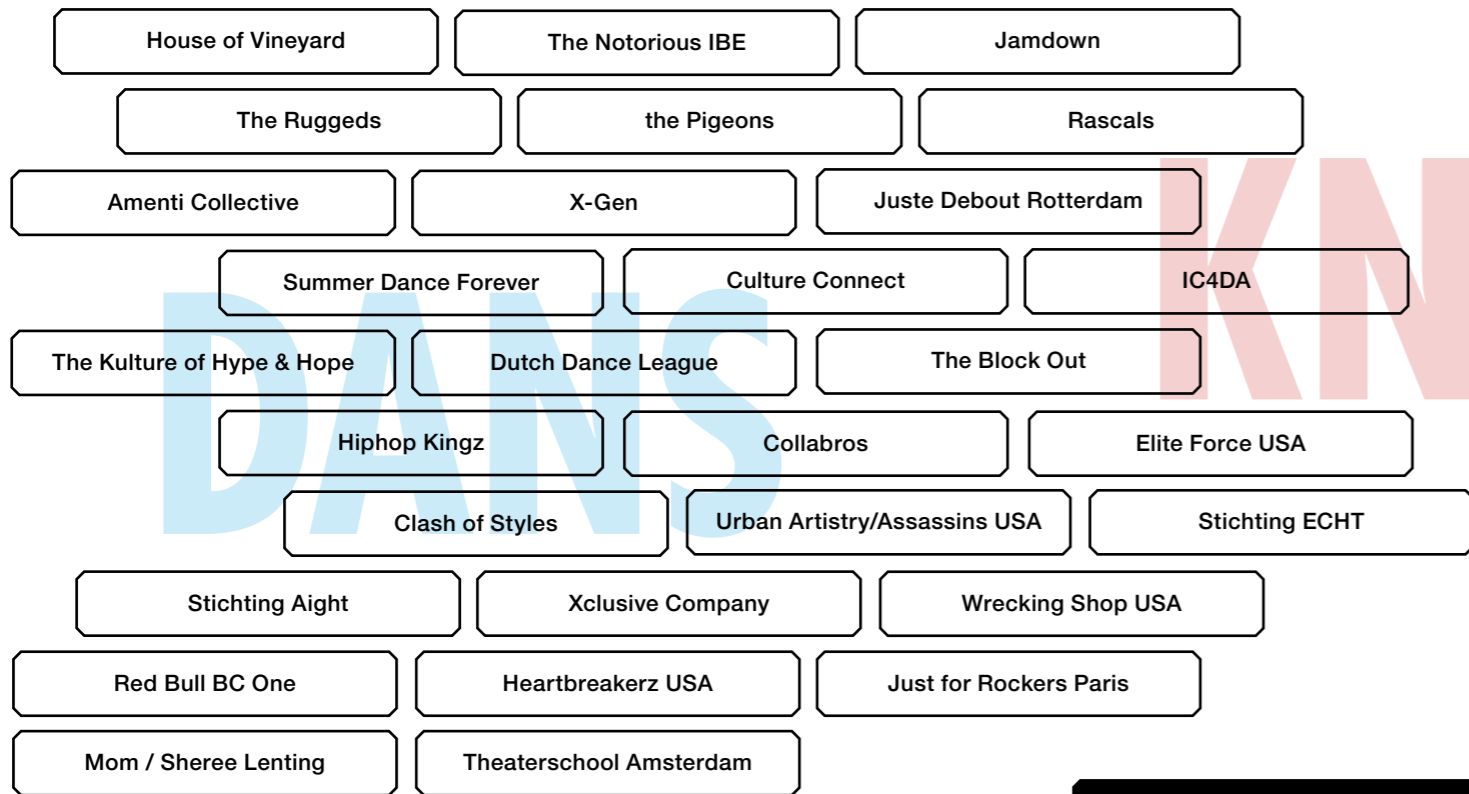 House of Vineyard
The Notorious IBE
Jamdown
The Ruggeds
the Pigeons
Rascals
Amenti Collective
X-Gen
Juste Debout Rotterdam
Summer Dance Forever
Culture Connect
IC4DA
The Kulture of Hype & Hope
Dutch Dance League
The Block Out
Hiphop Kingz
Collabros
Elite Force USA
Clash of Styles
Urban Artistry/Assassins USA
Stichting ECHT
Stichting Aight
Xclusive Company
Wrecking Shop USA
Red Bull BC One
Heartbreakerz USA
Just for Rockers Paris
Mom / Sheree Lenting
Theaterschool Amsterdam
DANS
KN